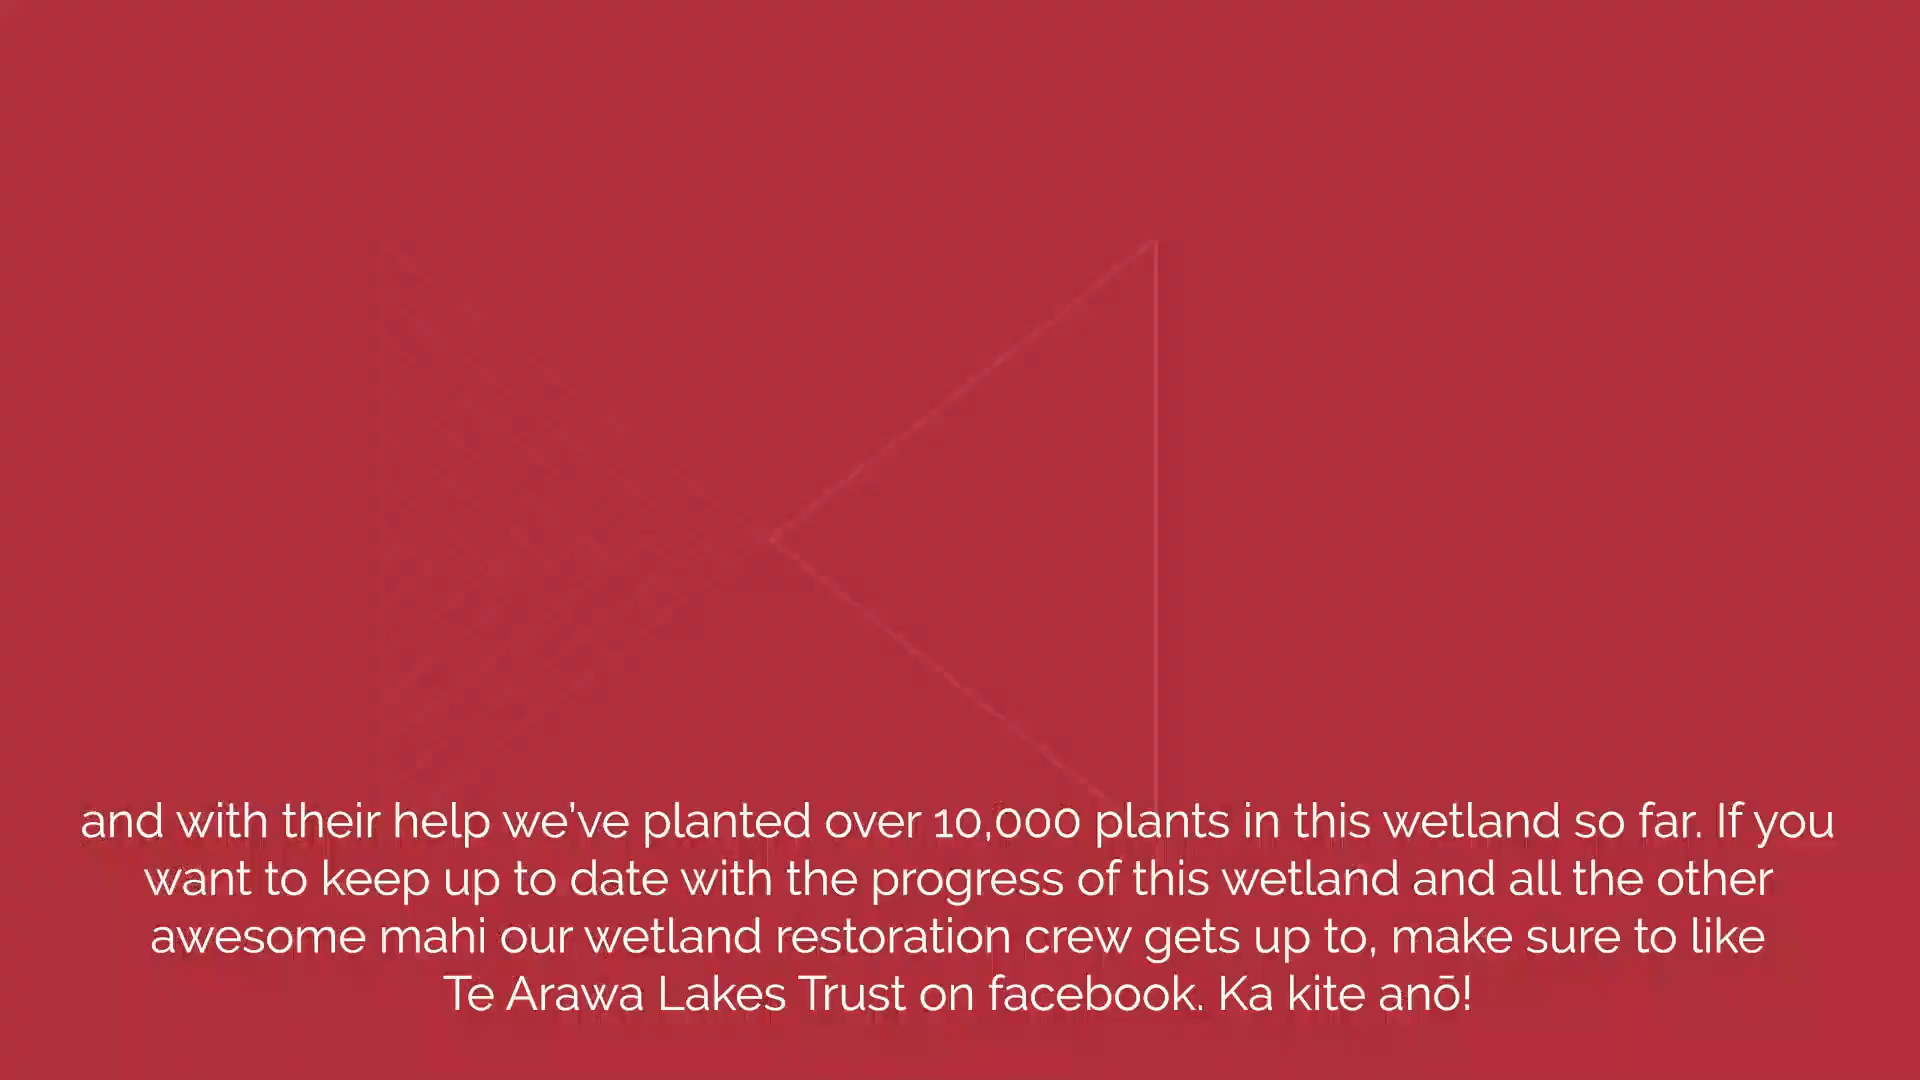 and with their help we've planted over 10,000 plants in this wetland so far. If you
want to keep up to date with the progress of this wetland and all the other
awesome mahi our wetland restoration crew gets up to, make sure to like
Te Arawa Lakes Trust on facebook. Ka kite anō!